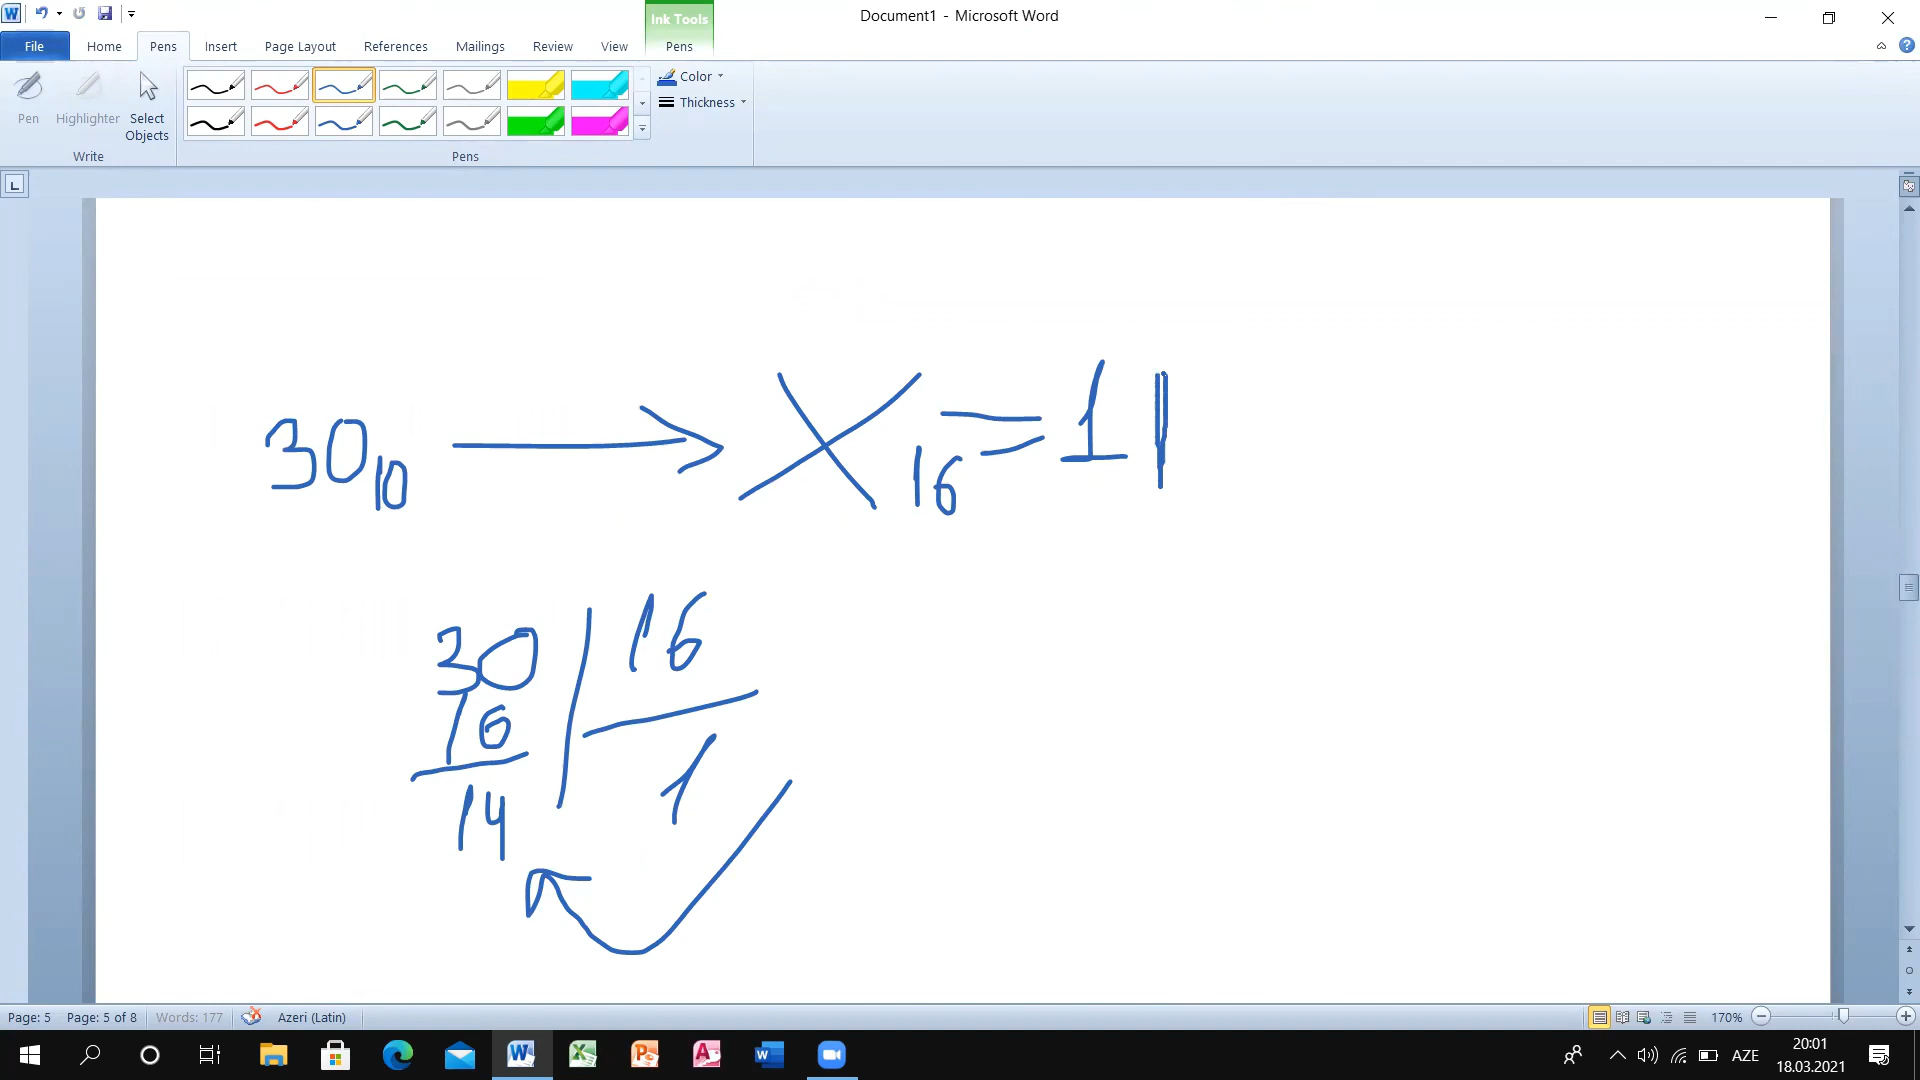 Document1 - Microsoft Word
Ink Tools
File Home Pens Insert Page Layout References Mailings Review View Pens
Pen Highlighter Select Objects
Color
Thickness
Write Pens
30₁₀ → X₁₆ = 1
30 16
16 1
14
Page: 5 Page: 5 of 8 Words: 177 Azeri (Latin) 170%
AZE 20:01
18.03.2021